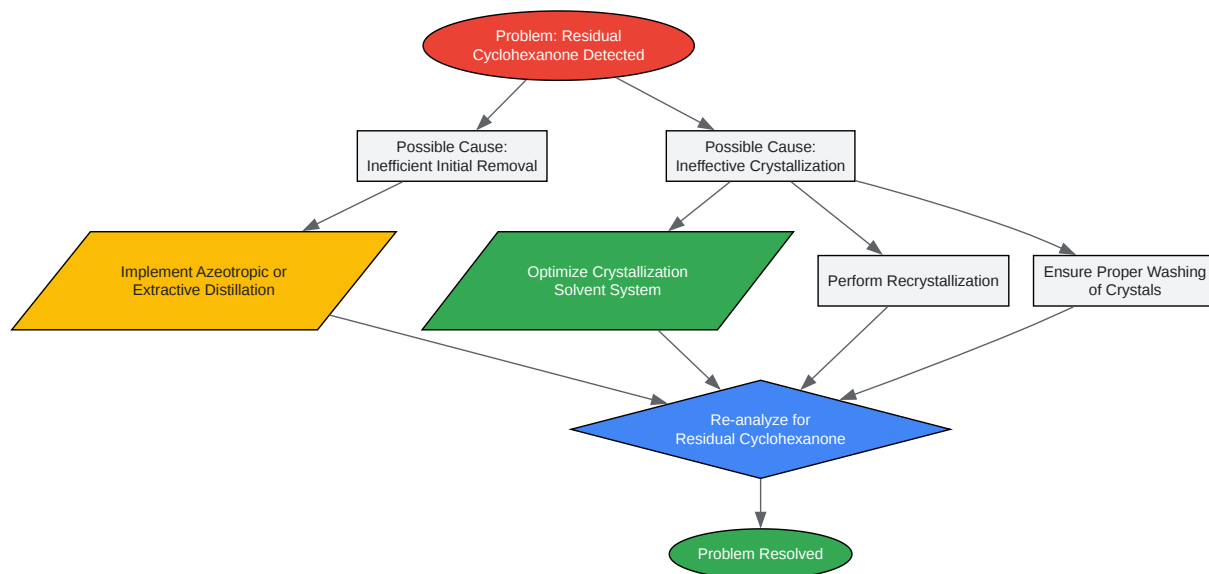 Problem: Residual
Cyclohexanone Detected
Possible Cause:
Inefficient Initial Removal
Possible Cause:
Ineffective Crystallization
Implement Azeotropic or
Extractive Distillation
Optimize Crystallization
Solvent System
Perform Recrystallization
Ensure Proper Washing
of Crystals
Re-analyze for
Residual Cyclohexanone
Problem Resolved